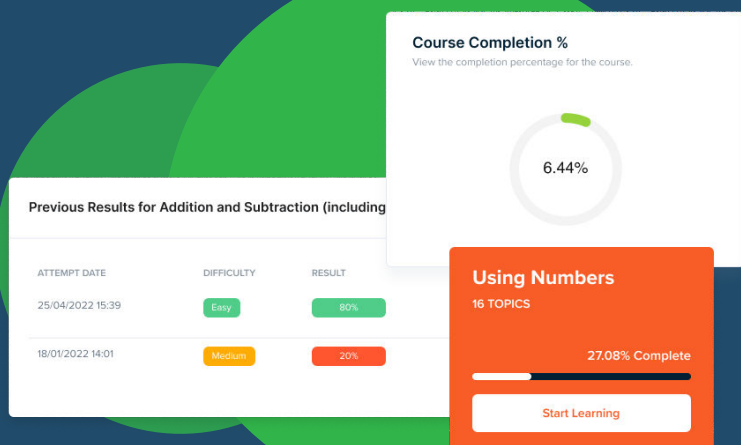 Course Completion %
View the completion percentage for the course.
6.44%
Previous Results for Addition and Subtraction (including
ATTEMPT DATE DIFFICULTY RESULT
25/04/2022 15:39 Easy 80%
18/01/2022 14:01 Medium 20%
Using Numbers
16 TOPICS
27.08% Complete
Start Learning